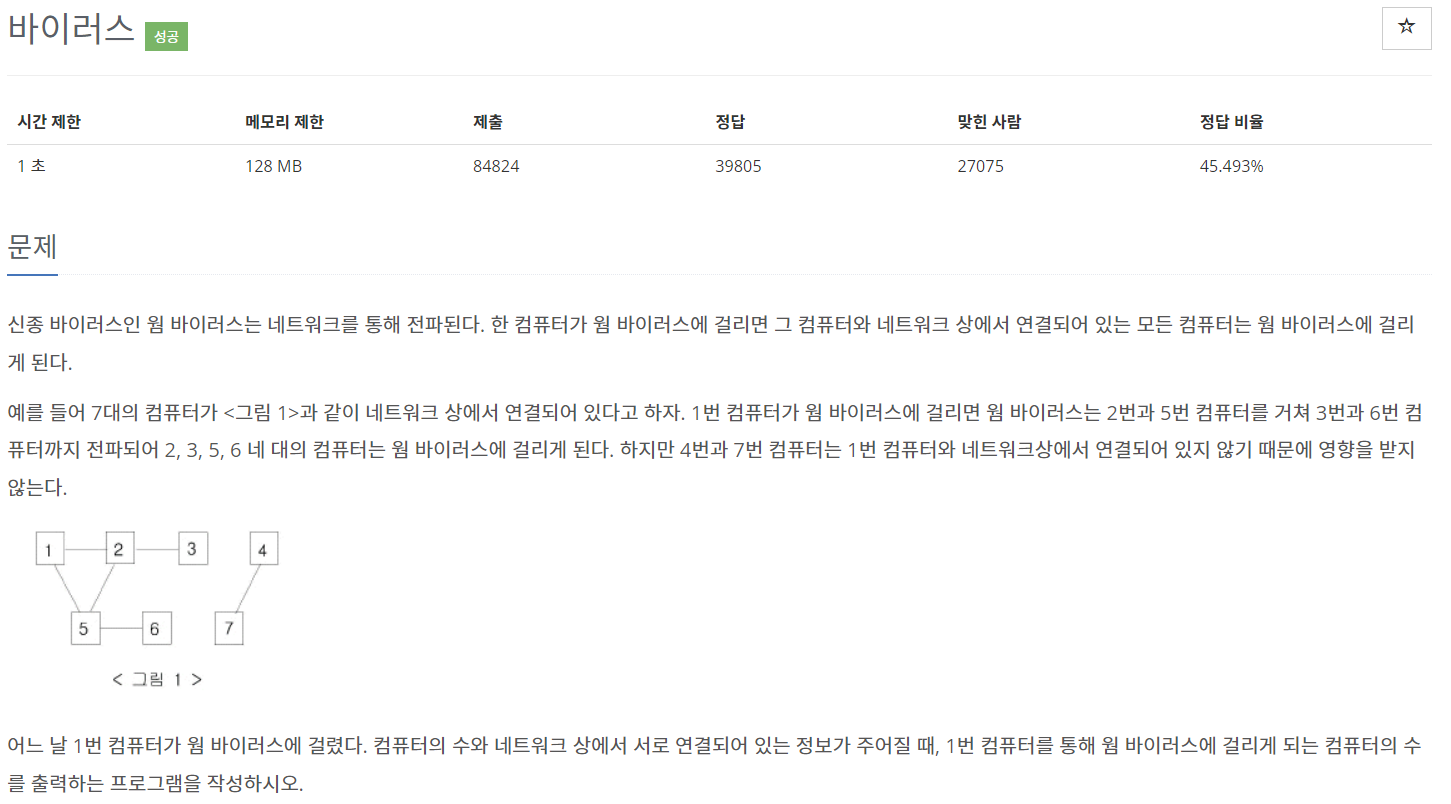 바이러스 성공
☆
시간 제한 메모리 제한 제출 정답 맞힌 사람 정답 비율
1 초 128 MB 84824 39805 27075 45.493%
문제
신종 바이러스인 웜 바이러스는 네트워크를 통해 전파된다. 한 컴퓨터가 웜 바이러스에 걸리면 그 컴퓨터와 네트워크 상에서 연결되어 있는 모든 컴퓨터는 웜 바이러스에 걸리
게 된다.
예를 들어 7대의 컴퓨터가 <그림 1>과 같이 네트워크 상에서 연결되어 있다고 하자. 1번 컴퓨터가 웜 바이러스에 걸리면 웜 바이러스는 2번과 5번 컴퓨터를 거쳐 3번과 6번 컴
퓨터까지 전파되어 2, 3, 5, 6 네 대의 컴퓨터는 웜 바이러스에 걸리게 된다. 하지만 4번과 7번 컴퓨터는 1번 컴퓨터와 네트워크상에서 연결되어 있지 않기 때문에 영향을 받지
않는다.
1 2 3 4
5 6 7
< 그림 1 >
어느 날 1번 컴퓨터가 웜 바이러스에 걸렸다. 컴퓨터의 수와 네트워크 상에서 서로 연결되어 있는 정보가 주어질 때, 1번 컴퓨터를 통해 웜 바이러스에 걸리게 되는 컴퓨터의 수
를 출력하는 프로그램을 작성하시오.